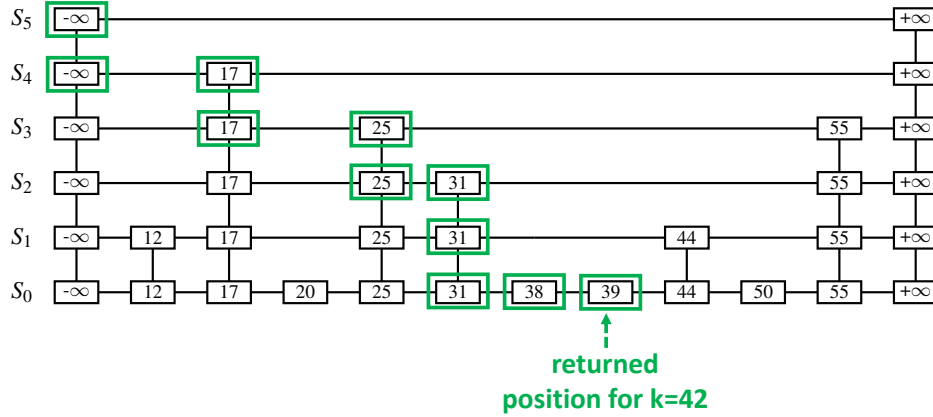 S5 -∞ +∞
S4 -∞ 17 +∞
S3 -∞ 17 25 55 +∞
S2 -∞ 17 25 31 55 +∞
S1 -∞ 12 17 25 31 44 55 +∞
S0 -∞ 12 17 20 25 31 38 39 44 50 55 +∞
returned
position for k=42